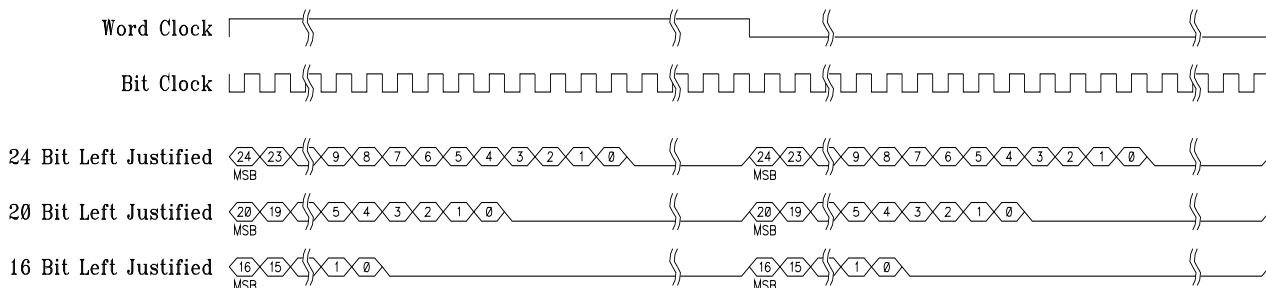 Word Clock
Bit Clock
24 Bit Left Justified 24 23 9 8 7 6 5 4 3 2 1 0 24 23 9 8 7 6 5 4 3 2 1 0
MSB MSB
20 Bit Left Justified 20 19 5 4 3 2 1 0 20 19 5 4 3 2 1 0
MSB MSB
16 Bit Left Justified 16 15 1 0 16 15 1 0
MSB MSB